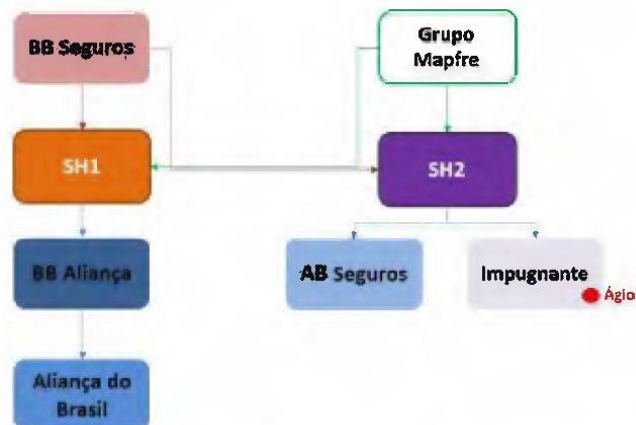 BB Seguros
Grupo
Mapfre
SH1
SH2
BB Aliança
AB Seguros
Impugnante
Ágio
Aliança do
Brasil